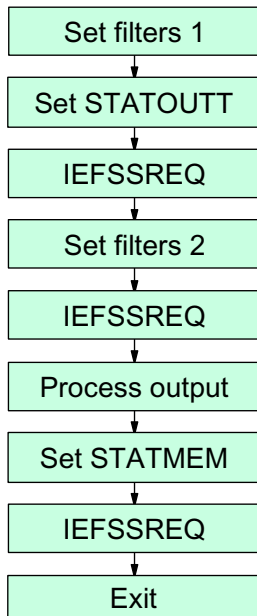 Set filters 1
Set STATOUTT
IEFSSREQ
Set filters 2
IEFSSREQ
Process output
Set STATMEM
IEFSSREQ
Exit